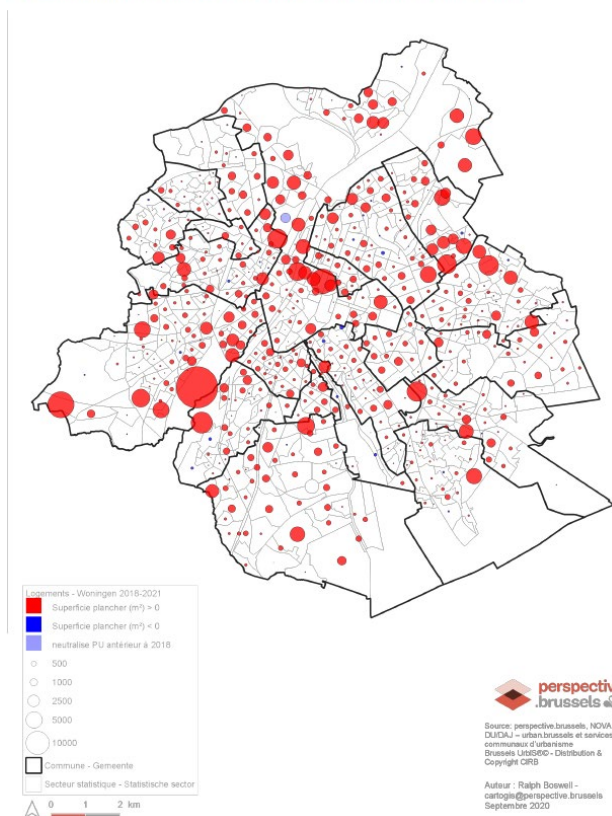 Logements - Woningen 2018-2021
Superficie plancher (m²) > 0
Superficie plancher (m²) < 0
neutralise PU antérieur à 2018
500
1000
2500
5000
10000
Commune - Gemeente
Secteur statistique - Statistische sector
0 1 2 km
perspective
.brussels
Source: perspective.brussels, NOVA
DU/DAJ – urban.brussels et services
communaux d'urbanisme
Brussels UrbIS®© - Distribution &
Copyright CIRB
Auteur : Ralph Boswell -
cartogis@perspective.brussels
Septembre 2020